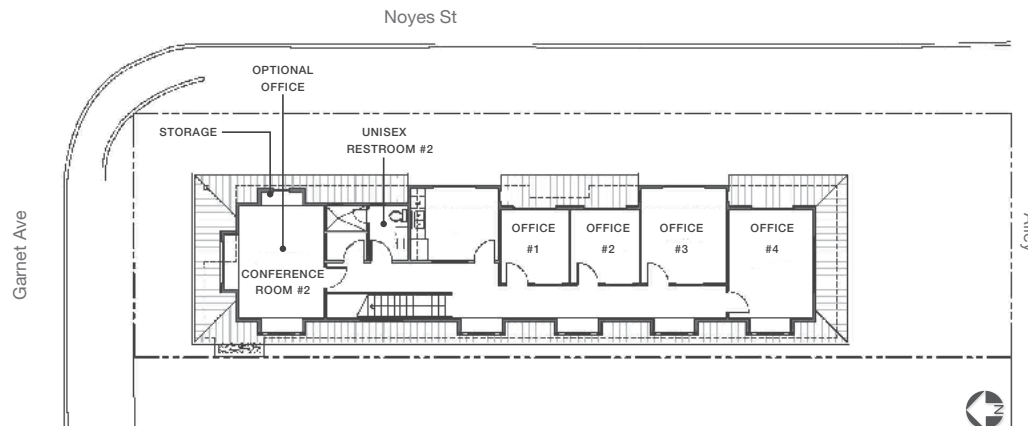 Noyes St
OPTIONAL
OFFICE
STORAGE
UNISEX
RESTROOM #2
Garnet Ave
CONFERENCE
ROOM #2
OFFICE
#1
OFFICE
#2
OFFICE
#3
OFFICE
#4
Alley
N